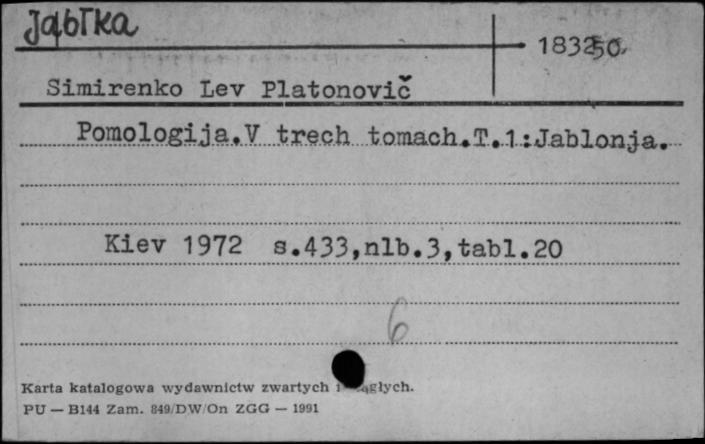 Jabłka
Simirenko Lev Platonovič
Pomologija.V trech tomach.T.1:Jablonja.
Kiev 1972 s.433,nlb.3,tabl.20
6
Karta katalogowa wydawnictw zwartych i
PU — B144 Zam. 849/DW/On ZGG — 1991